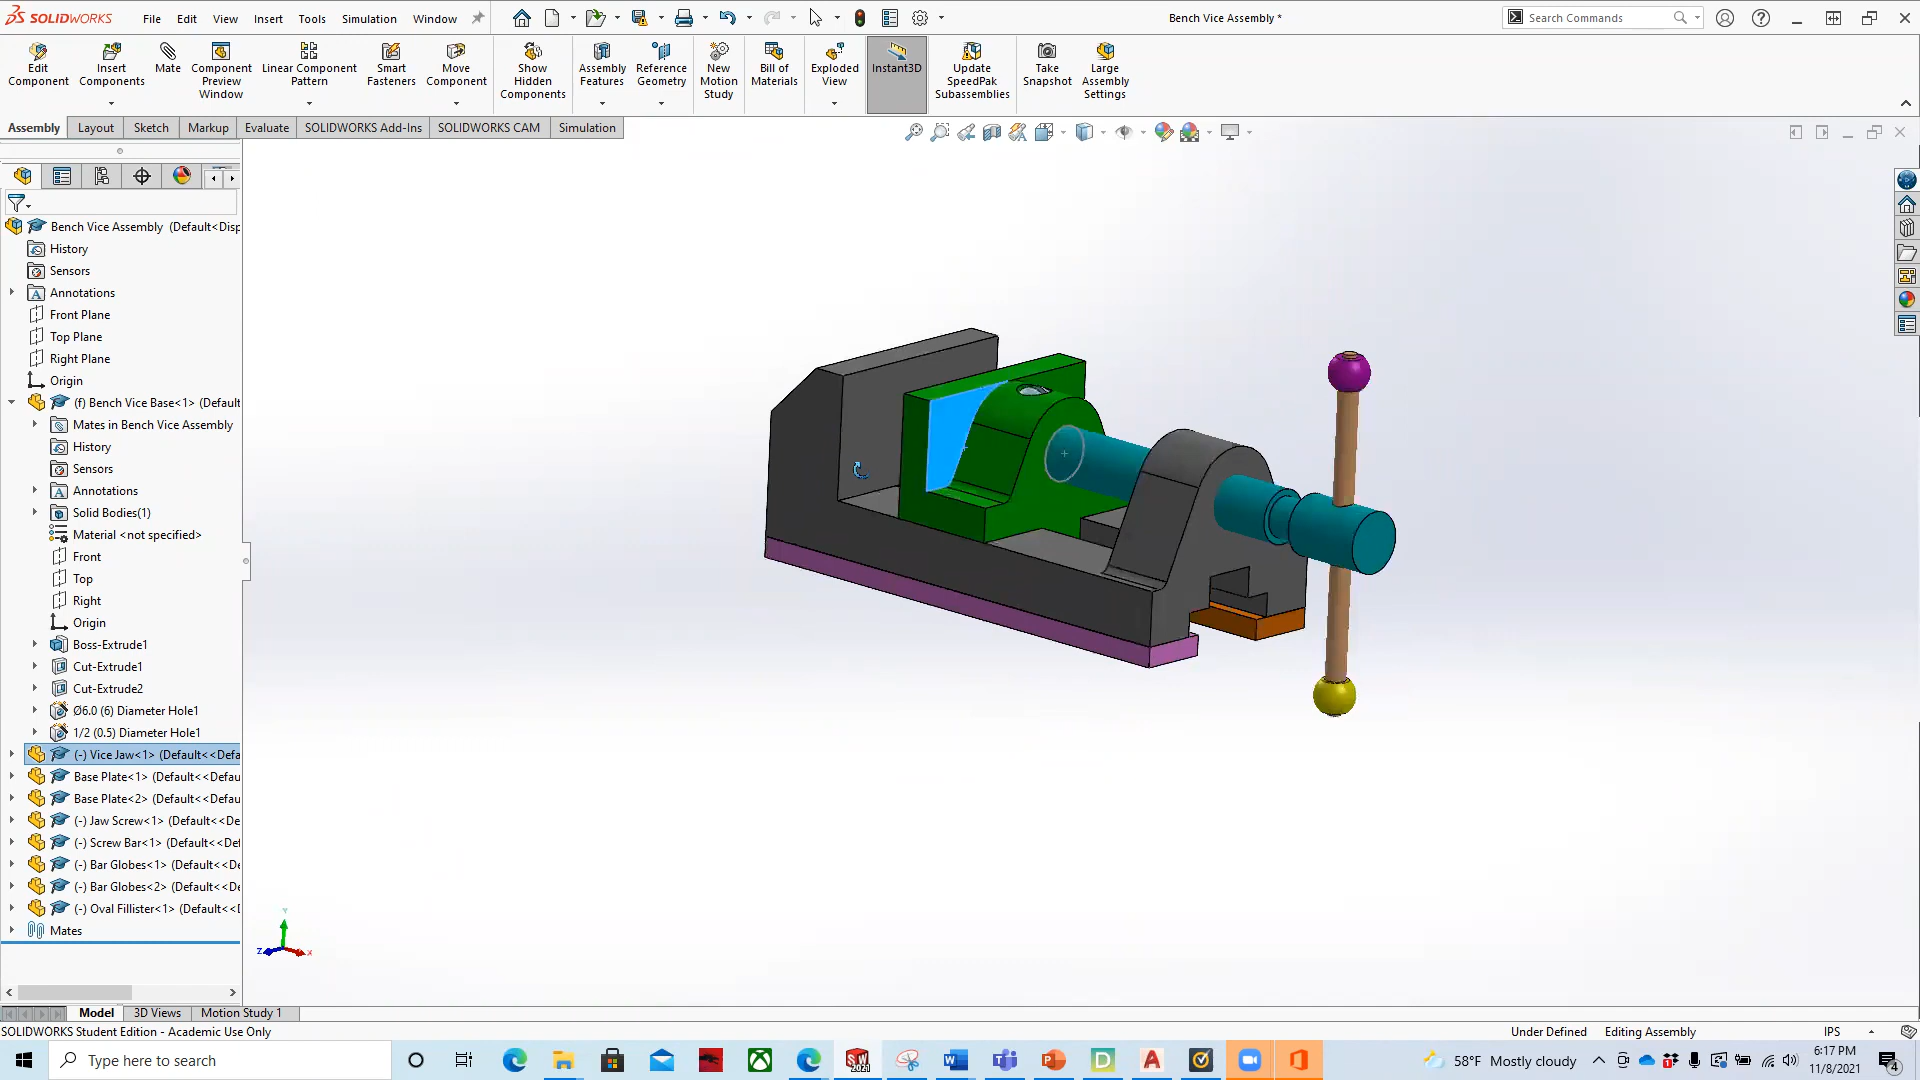 SOLIDWORKS File Edit View Insert Tools Simulation Window Bench Vice Assembly * Search Commands
Edit Component
Insert Components
Mate
Component Preview Window
Linear Component Pattern
Smart Fasteners
Move Component
Show Hidden Components
Assembly Features
Reference Geometry
New Motion Study
Bill of Materials
Exploded View
Instant3D
Update SpeedPak Subassemblies
Take Snapshot
Large Assembly Settings
Assembly Layout Sketch Markup Evaluate SOLIDWORKS Add-Ins SOLIDWORKS CAM Simulation
Bench Vice Assembly (Default<Disp
History
Sensors
Annotations
Front Plane
Top Plane
Right Plane
Origin
(f) Bench Vice Base<1> (Default
Mates in Bench Vice Assembly
History
Sensors
Annotations
Solid Bodies(1)
Material <not specified>
Front
Top
Right
Origin
Boss-Extrude1
Cut-Extrude1
Cut-Extrude2
Ø6.0 (6) Diameter Hole1
1/2 (0.5) Diameter Hole1
(-) Vice Jaw<1> (Default<<Defa
Base Plate<1> (Default<<Defau
Base Plate<2> (Default<<Defau
(-) Jaw Screw<1> (Default<<De
(-) Screw Bar<1> (Default<<Def
(-) Bar Globes<1> (Default<<De
(-) Bar Globes<2> (Default<<De
(-) Oval Fillister<1> (Default<<D
Mates
Y
Z X
Model 3D Views Motion Study 1
SOLIDWORKS Student Edition - Academic Use Only Under Defined Editing Assembly IPS
Type here to search 58°F Mostly cloudy 6:17 PM
11/8/2021
4